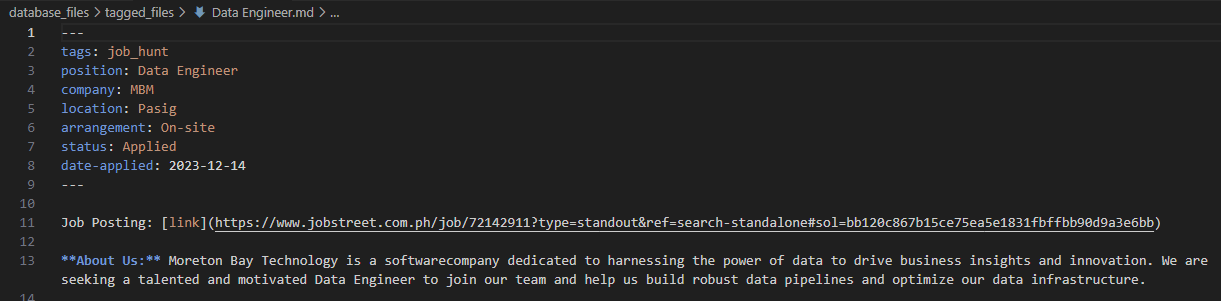 database_files > tagged_files > Data Engineer.md > ...
1 ---
2 tags: job_hunt
3 position: Data Engineer
4 company: MBM
5 location: Pasig
6 arrangement: On-site
7 status: Applied
8 date-applied: 2023-12-14
9 ---
10
11 Job Posting: [link](https://www.jobstreet.com.ph/job/72142911?type=standout&ref=search-standalone#sol=bb120c867b15ce75ea5e1831fbffbb90d9a3e6bb)
12
13 **About Us:** Moreton Bay Technology is a softwarecompany dedicated to harnessing the power of data to drive business insights and innovation. We are
seeking a talented and motivated Data Engineer to join our team and help us build robust data pipelines and optimize our data infrastructure.
14